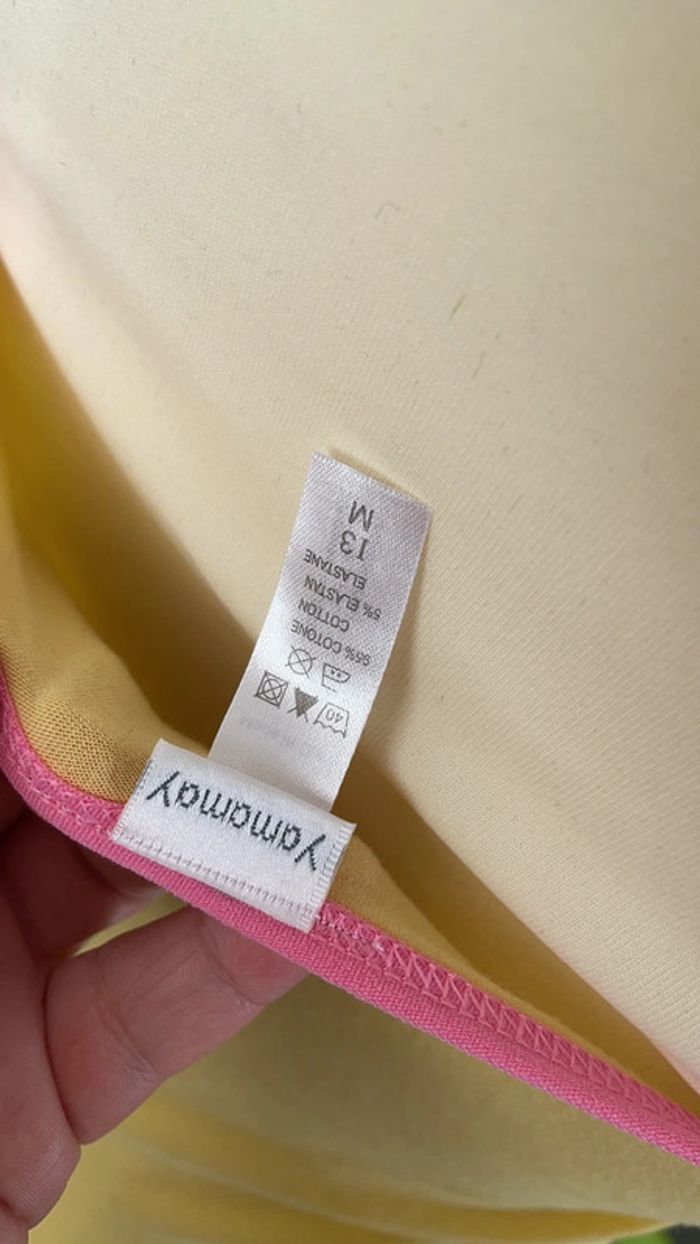 Yamamay
40
95% COTONE
COTTON
5% ELASTAN
ELASTANE
13
M